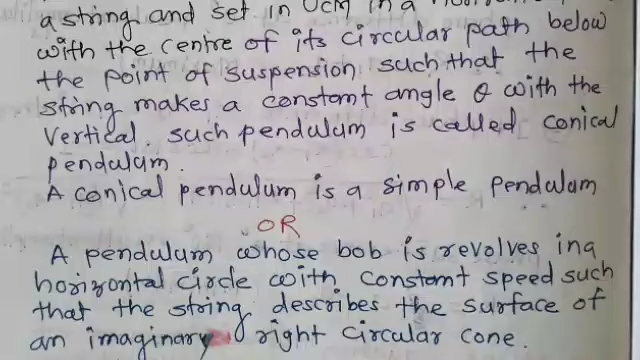 a string and set in UCM in a
with the centre of its circular path below
the point of suspension such that the
string makes a constant angle θ with the
vertical. such pendulum is called conical
pendulum.
A conical pendulum is a simple pendulum
OR
A pendulum whose bob is revolves in a
horizontal circle with constant speed such
that the string describes the surface of
an imaginary right circular cone.